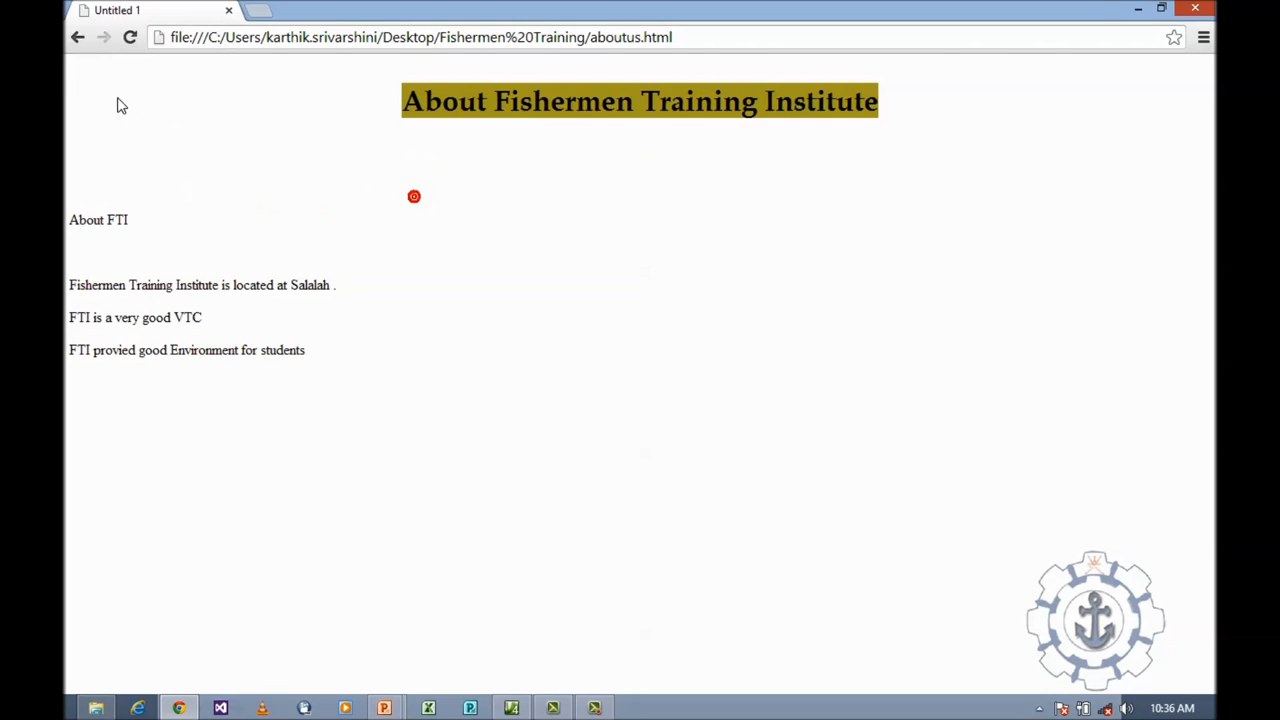 Untitled 1
file:///C:/Users/karthik.srivarshini/Desktop/Fishermen%20Training/aboutus.html
About Fishermen Training Institute
About FTI
Fishermen Training Institute is located at Salalah .
FTI is a very good VTC
FTI provied good Environment for students
10:36 AM